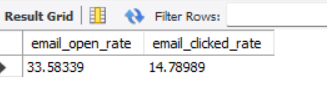 Result Grid Filter Rows:
email_open_rate email_clicked_rate
33.58339 14.78989